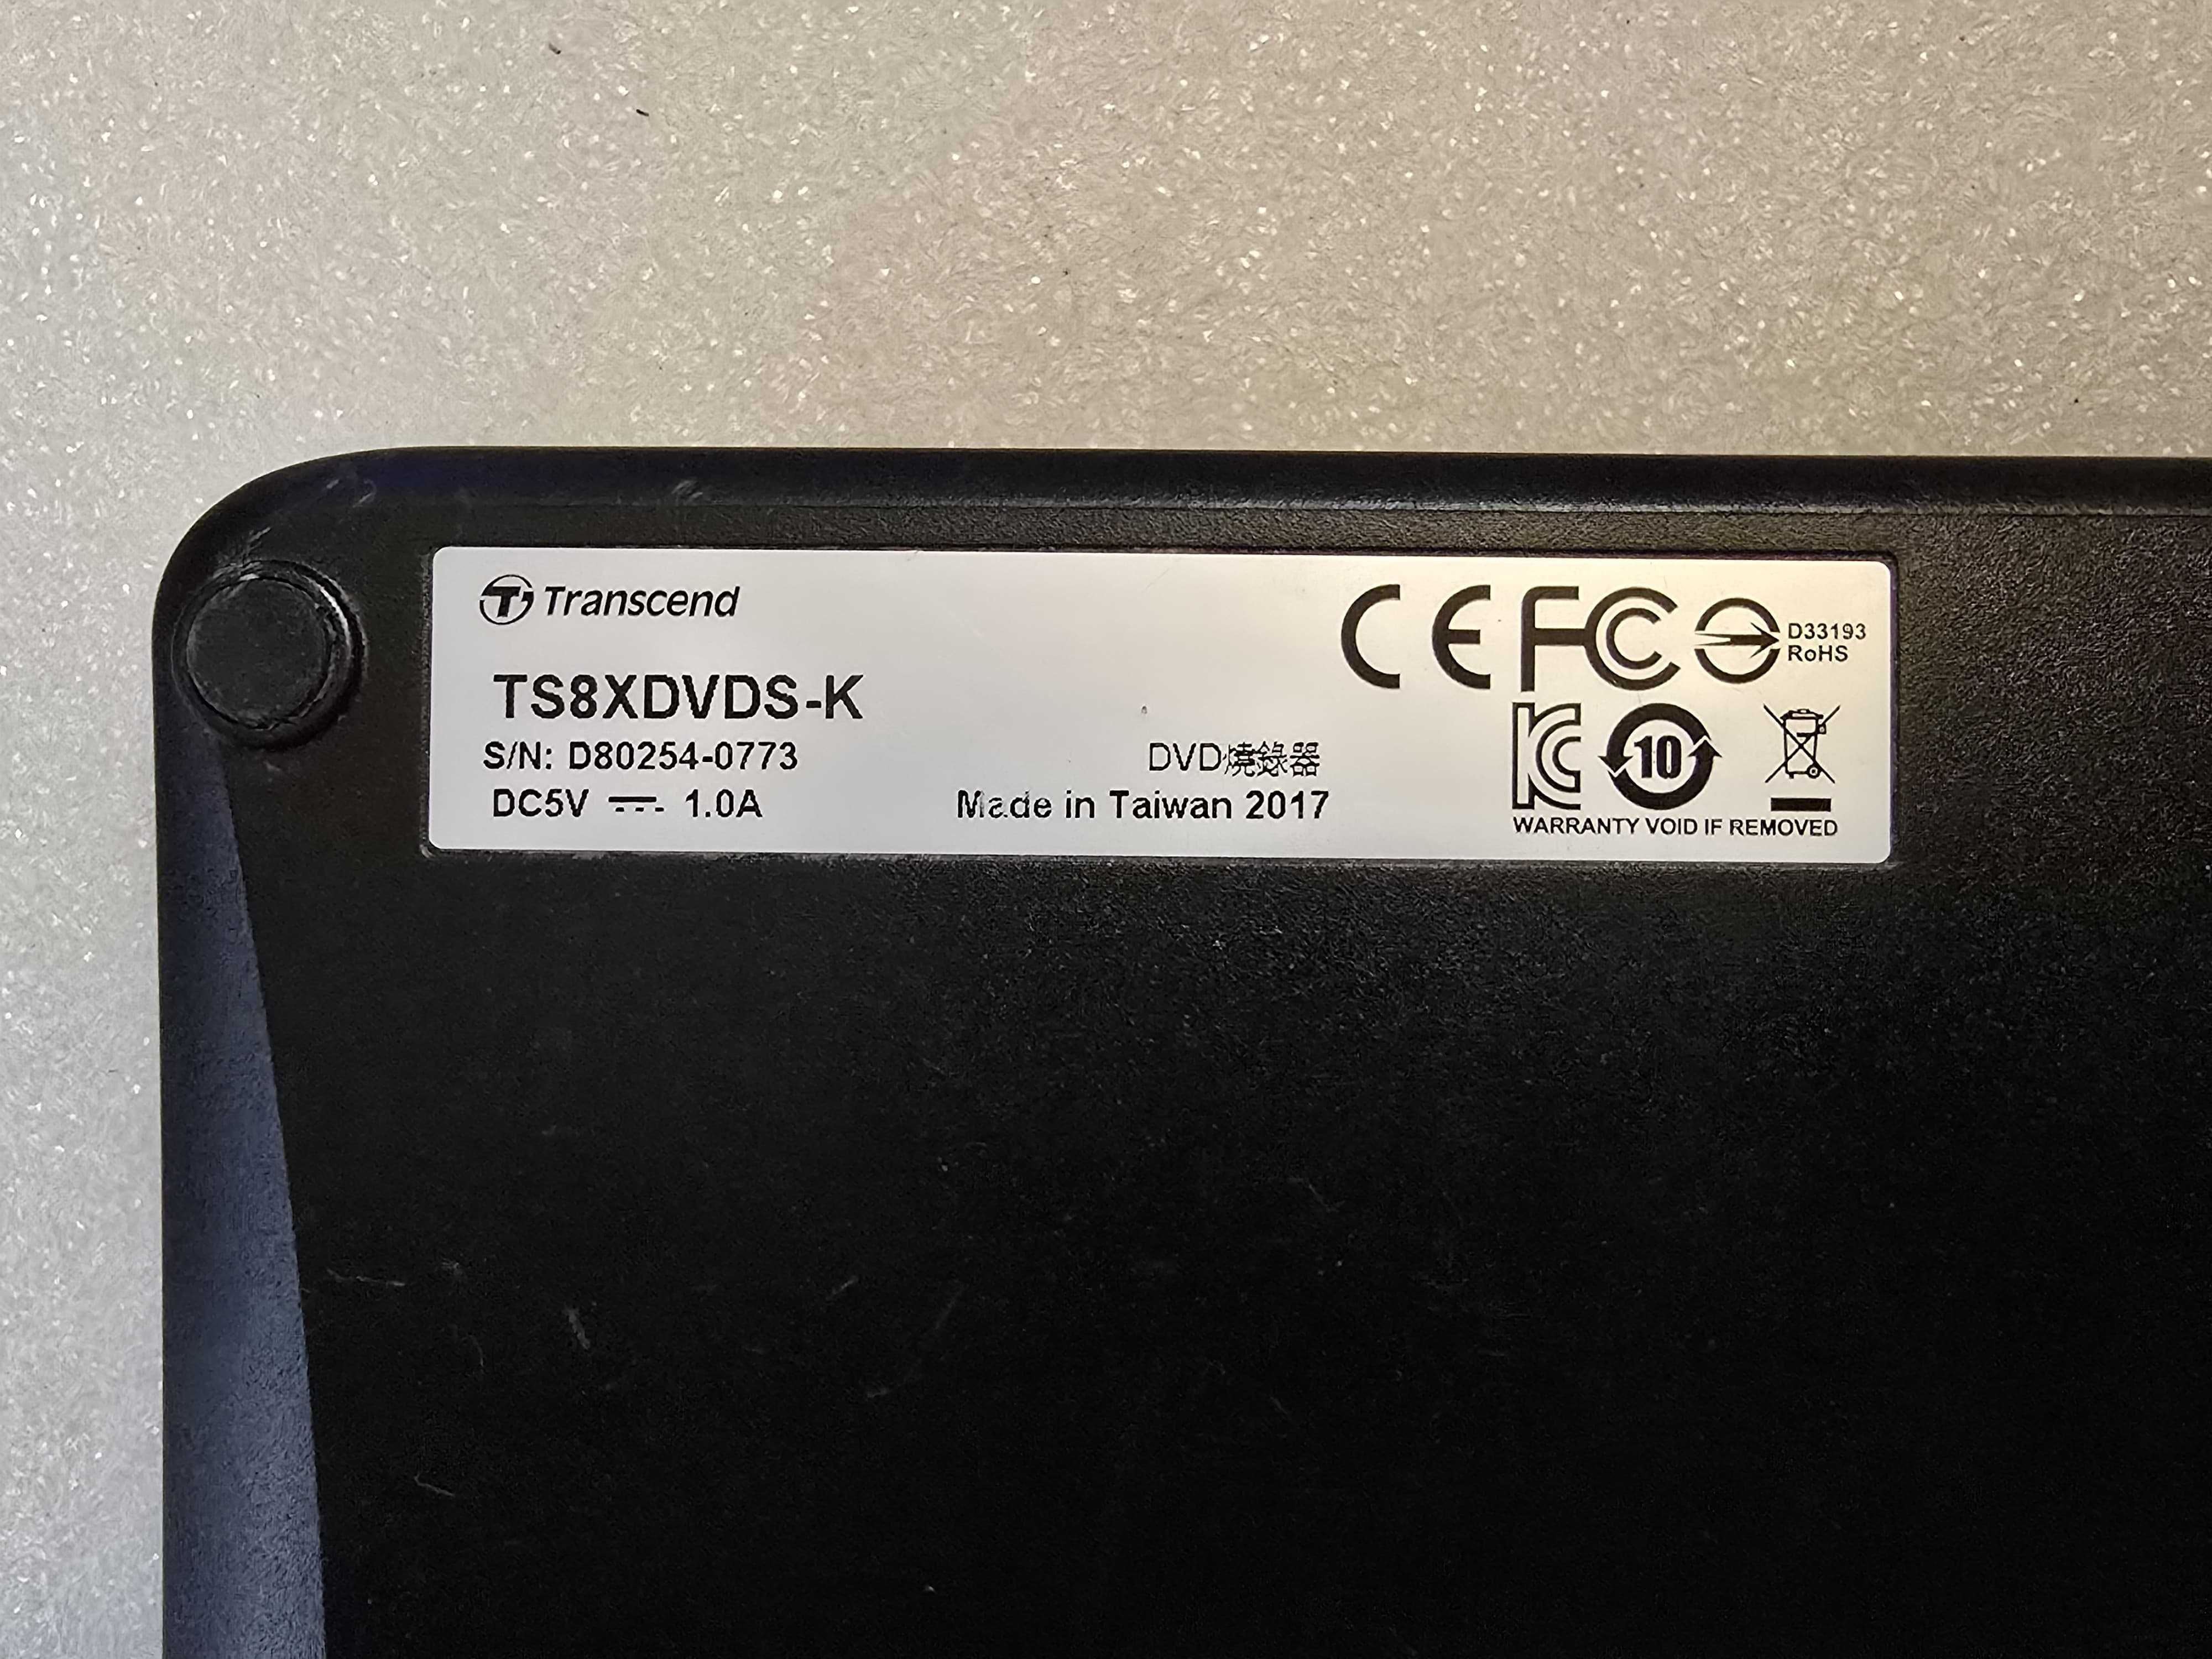 Transcend
TS8XDVDS-K
S/N: D80254-0773
DC5V 1.0A
DVD燒錄器
Made in Taiwan 2017
CE FC D33193
RoHS
KC 10
WARRANTY VOID IF REMOVED